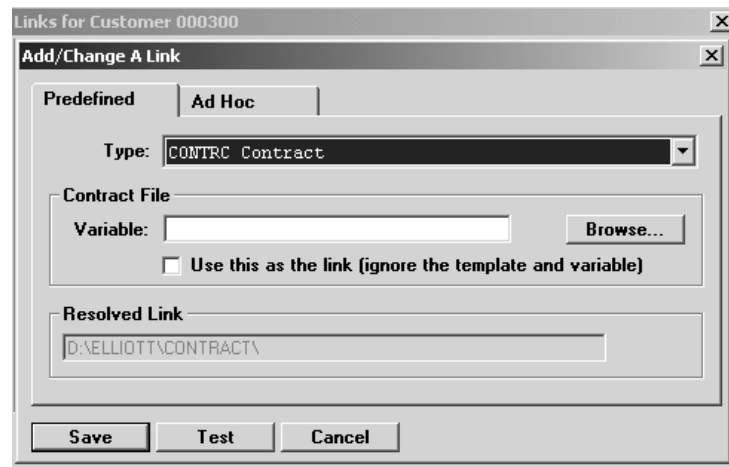 Links for Customer 000300
Add/Change A Link
Predefined Ad Hoc
Type: CONTRC Contract
Contract File
Variable: Browse...
Use this as the link (ignore the template and variable)
Resolved Link
D:\ELLIOTT\CONTRACT\
Save Test Cancel